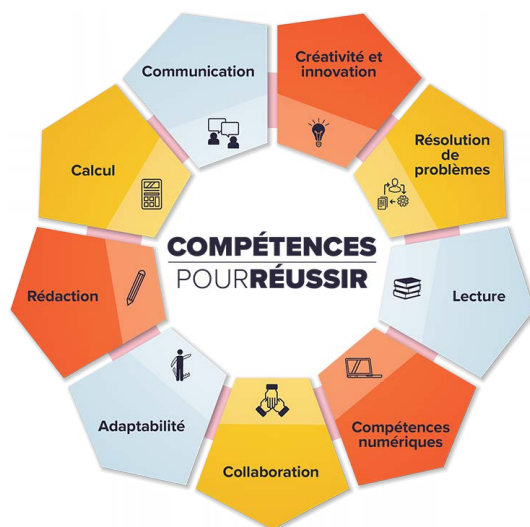 Communication
Créativité et
innovation
Résolution
de
problèmes
Calcul
COMPÉTENCES
POURRÉUSSIR
Rédaction
Lecture
Adaptabilité
Compétences
numériques
Collaboration